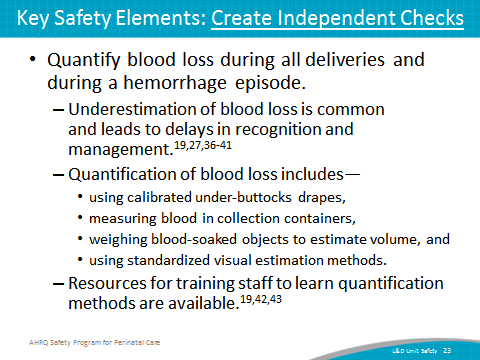 Key Safety Elements: Create Independent Checks
• Quantify blood loss during all deliveries and
during a hemorrhage episode.
– Underestimation of blood loss is common
and leads to delays in recognition and
management.19,27,36-41
– Quantification of blood loss includes—
• using calibrated under-buttocks drapes,
• measuring blood in collection containers,
• weighing blood-soaked objects to estimate volume, and
• using standardized visual estimation methods.
– Resources for training staff to learn quantification
methods are available.19,42,43
AHRQ Safety Program for Perinatal Care
L&D Unit Safety 23